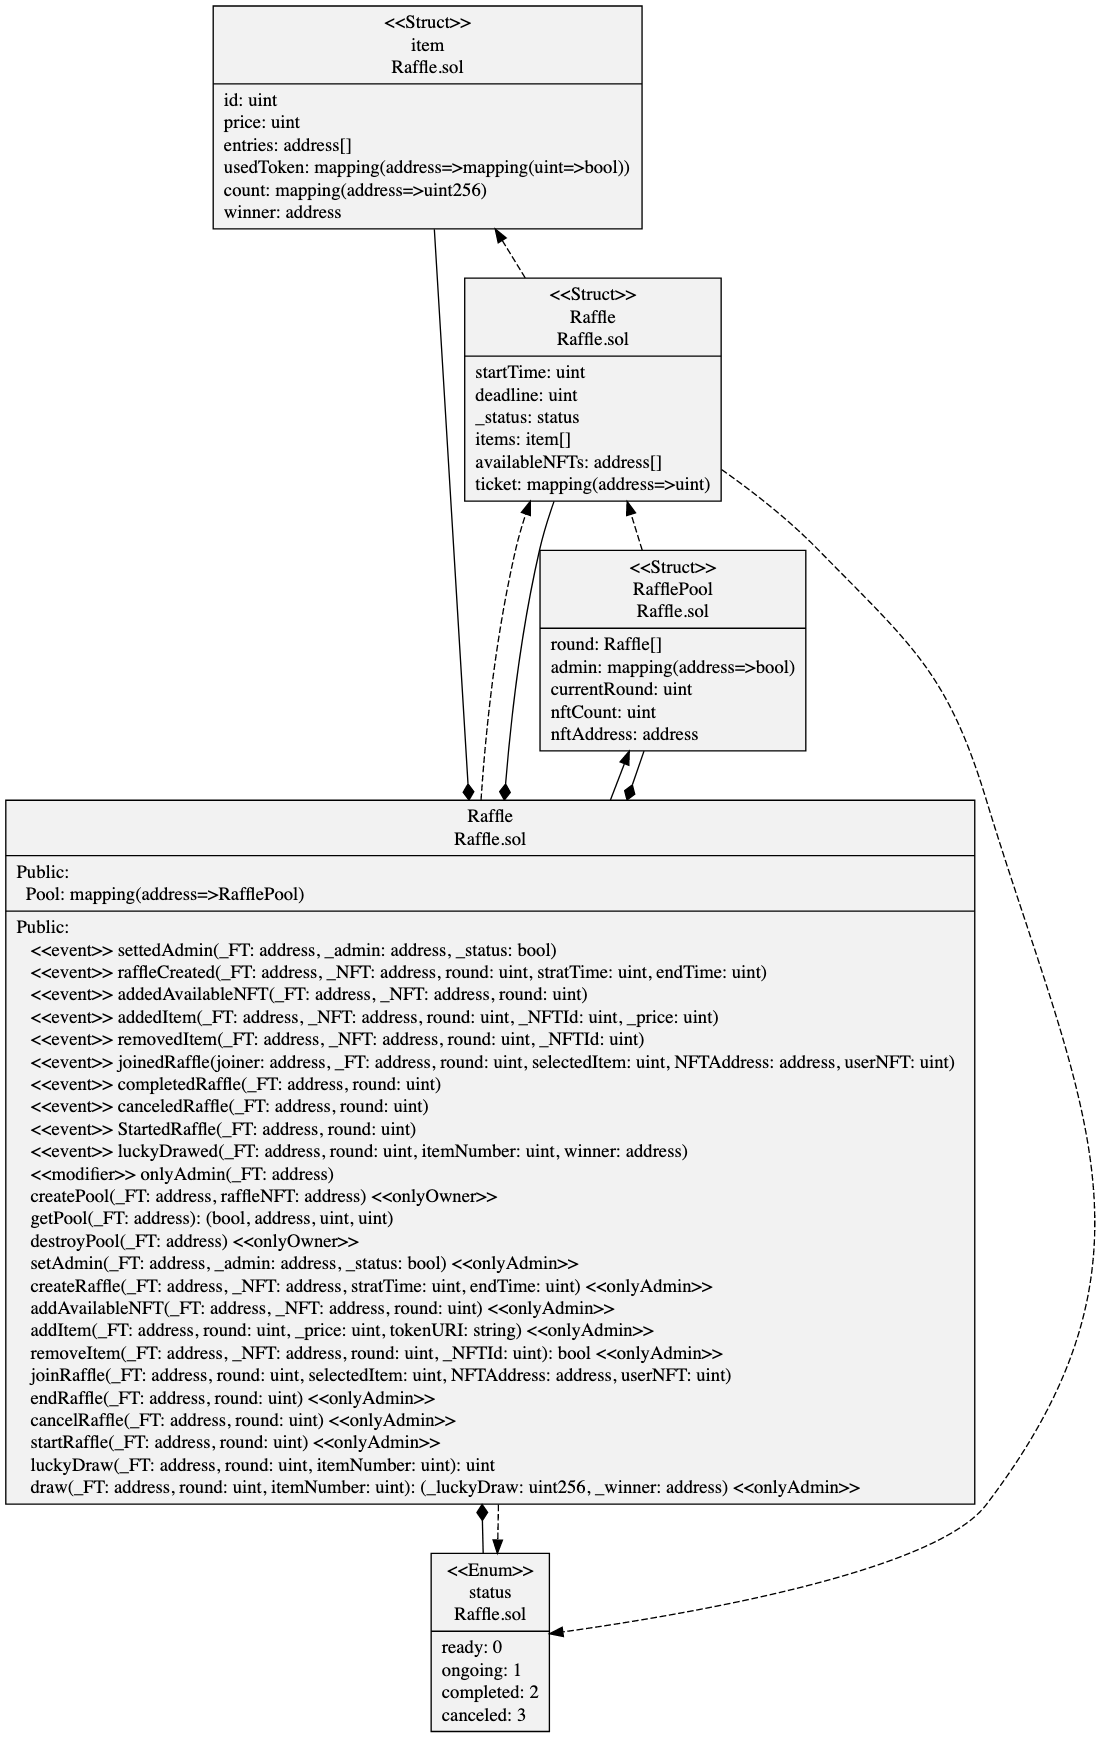 <<Struct>>
item
Raffle.sol
id: uint
price: uint
entries: address[]
usedToken: mapping(address=>mapping(uint=>bool))
count: mapping(address=>uint256)
winner: address
<<Struct>>
Raffle
Raffle.sol
startTime: uint
deadline: uint
_status: status
items: item[]
availableNFTs: address[]
ticket: mapping(address=>uint)
<<Struct>>
RafflePool
Raffle.sol
round: Raffle[]
admin: mapping(address=>bool)
currentRound: uint
nftCount: uint
nftAddress: address
Raffle
Raffle.sol
Public:
Pool: mapping(address=>RafflePool)
Public:
<<event>> settedAdmin(_FT: address, _admin: address, _status: bool)
<<event>> raffleCreated(_FT: address, _NFT: address, round: uint, stratTime: uint, endTime: uint)
<<event>> addedAvailableNFT(_FT: address, _NFT: address, round: uint)
<<event>> addedItem(_FT: address, _NFT: address, round: uint, _NFTId: uint, _price: uint)
<<event>> removedItem(_FT: address, _NFT: address, round: uint, _NFTId: uint)
<<event>> joinedRaffle(joiner: address, _FT: address, round: uint, selectedItem: uint, NFTAddress: address, userNFT: uint)
<<event>> completedRaffle(_FT: address, round: uint)
<<event>> canceledRaffle(_FT: address, round: uint)
<<event>> StartedRaffle(_FT: address, round: uint)
<<event>> luckyDrawed(_FT: address, round: uint, itemNumber: uint, winner: address)
<<modifier>> onlyAdmin(_FT: address)
createPool(_FT: address, raffleNFT: address) <<onlyOwner>>
getPool(_FT: address): (bool, address, uint, uint)
destroyPool(_FT: address) <<onlyOwner>>
setAdmin(_FT: address, _admin: address, _status: bool) <<onlyAdmin>>
createRaffle(_FT: address, _NFT: address, stratTime: uint, endTime: uint) <<onlyAdmin>>
addAvailableNFT(_FT: address, _NFT: address, round: uint) <<onlyAdmin>>
addItem(_FT: address, round: uint, _price: uint, tokenURI: string) <<onlyAdmin>>
removeItem(_FT: address, _NFT: address, round: uint, _NFTId: uint): bool <<onlyAdmin>>
joinRaffle(_FT: address, round: uint, selectedItem: uint, NFTAddress: address, userNFT: uint)
endRaffle(_FT: address, round: uint) <<onlyAdmin>>
cancelRaffle(_FT: address, round: uint) <<onlyAdmin>>
startRaffle(_FT: address, round: uint) <<onlyAdmin>>
luckyDraw(_FT: address, round: uint, itemNumber: uint): uint
draw(_FT: address, round: uint, itemNumber: uint): (_luckyDraw: uint256, _winner: address) <<onlyAdmin>>
<<Enum>>
status
Raffle.sol
ready: 0
ongoing: 1
completed: 2
canceled: 3